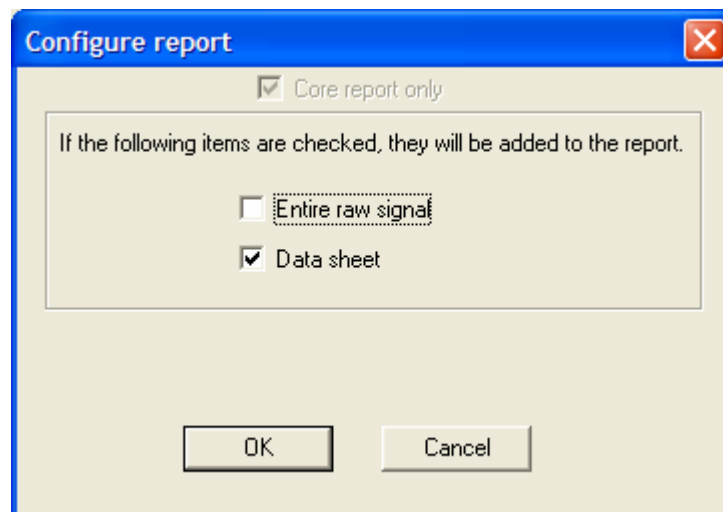 Configure report
Core report only
If the following items are checked, they will be added to the report.
Entire raw signal
Data sheet
OK
Cancel